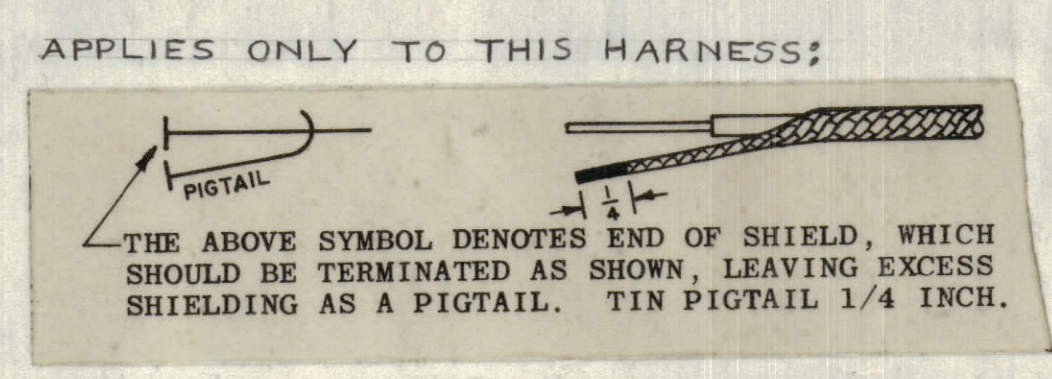 APPLIES ONLY TO THIS HARNESS:
PIGTAIL
1/4
THE ABOVE SYMBOL DENOTES END OF SHIELD, WHICH
SHOULD BE TERMINATED AS SHOWN, LEAVING EXCESS
SHIELDING AS A PIGTAIL. TIN PIGTAIL 1/4 INCH.